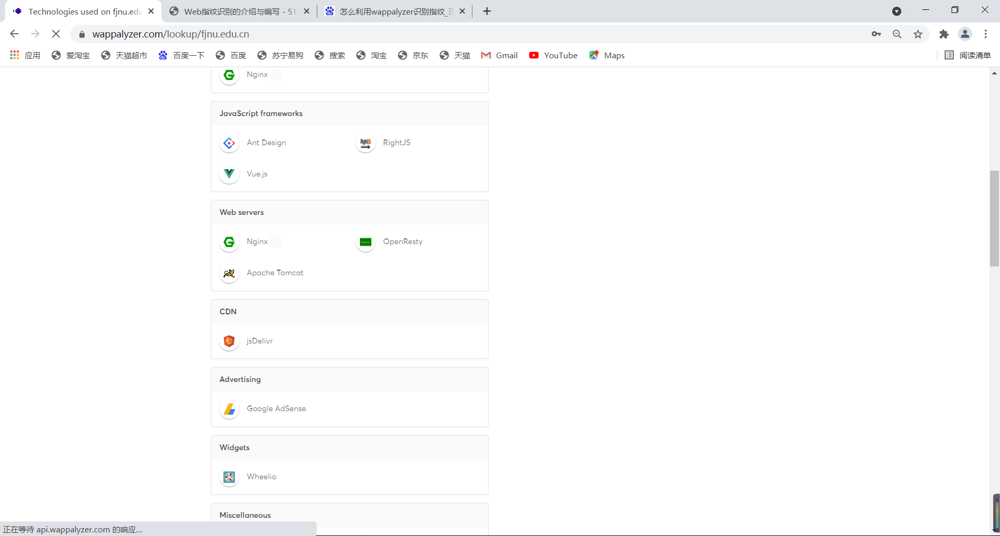 Technologies used on fjnu.edu
Web指纹识别的介绍与编写 - 51
怎么利用wappalyzer识别指纹_百
wappalyzer.com/lookup/fjnu.edu.cn
应用 爱淘宝 天猫超市 百度一下 百度 苏宁易购 搜索 淘宝 京东 天猫 Gmail YouTube Maps 阅读清单
Nginx
JavaScript frameworks
Ant Design RightJS
Vue.js
Web servers
Nginx OpenResty
Apache Tomcat
CDN
jsDelivr
Advertising
Google AdSense
Widgets
Wheelio
Miscellaneous
正在等待 api.wappalyzer.com 的响应...